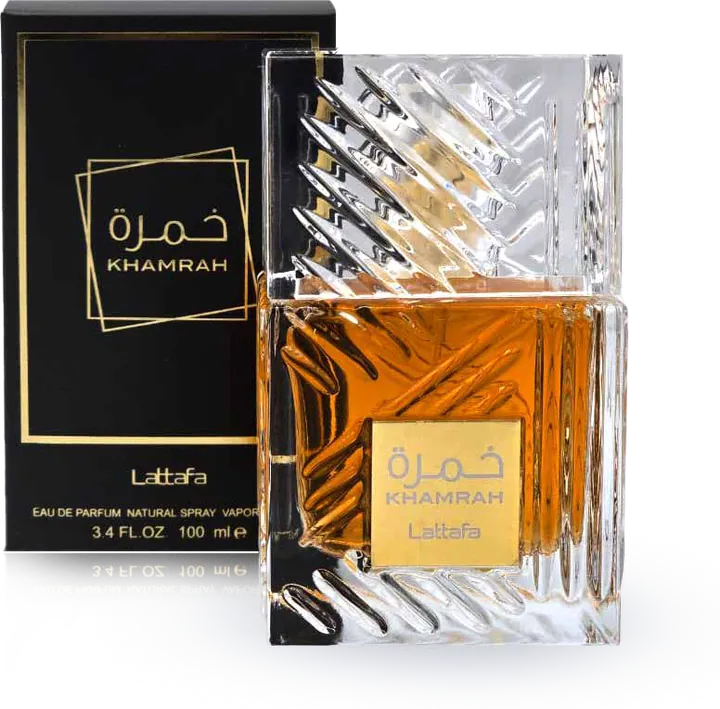 خمرة
KHAMRAH
Lattafa
EAU DE PARFUM NATURAL SPRAY VAPOR
3.4 FL.OZ 100 ml e
خمرة
KHAMRAH
Lattafa